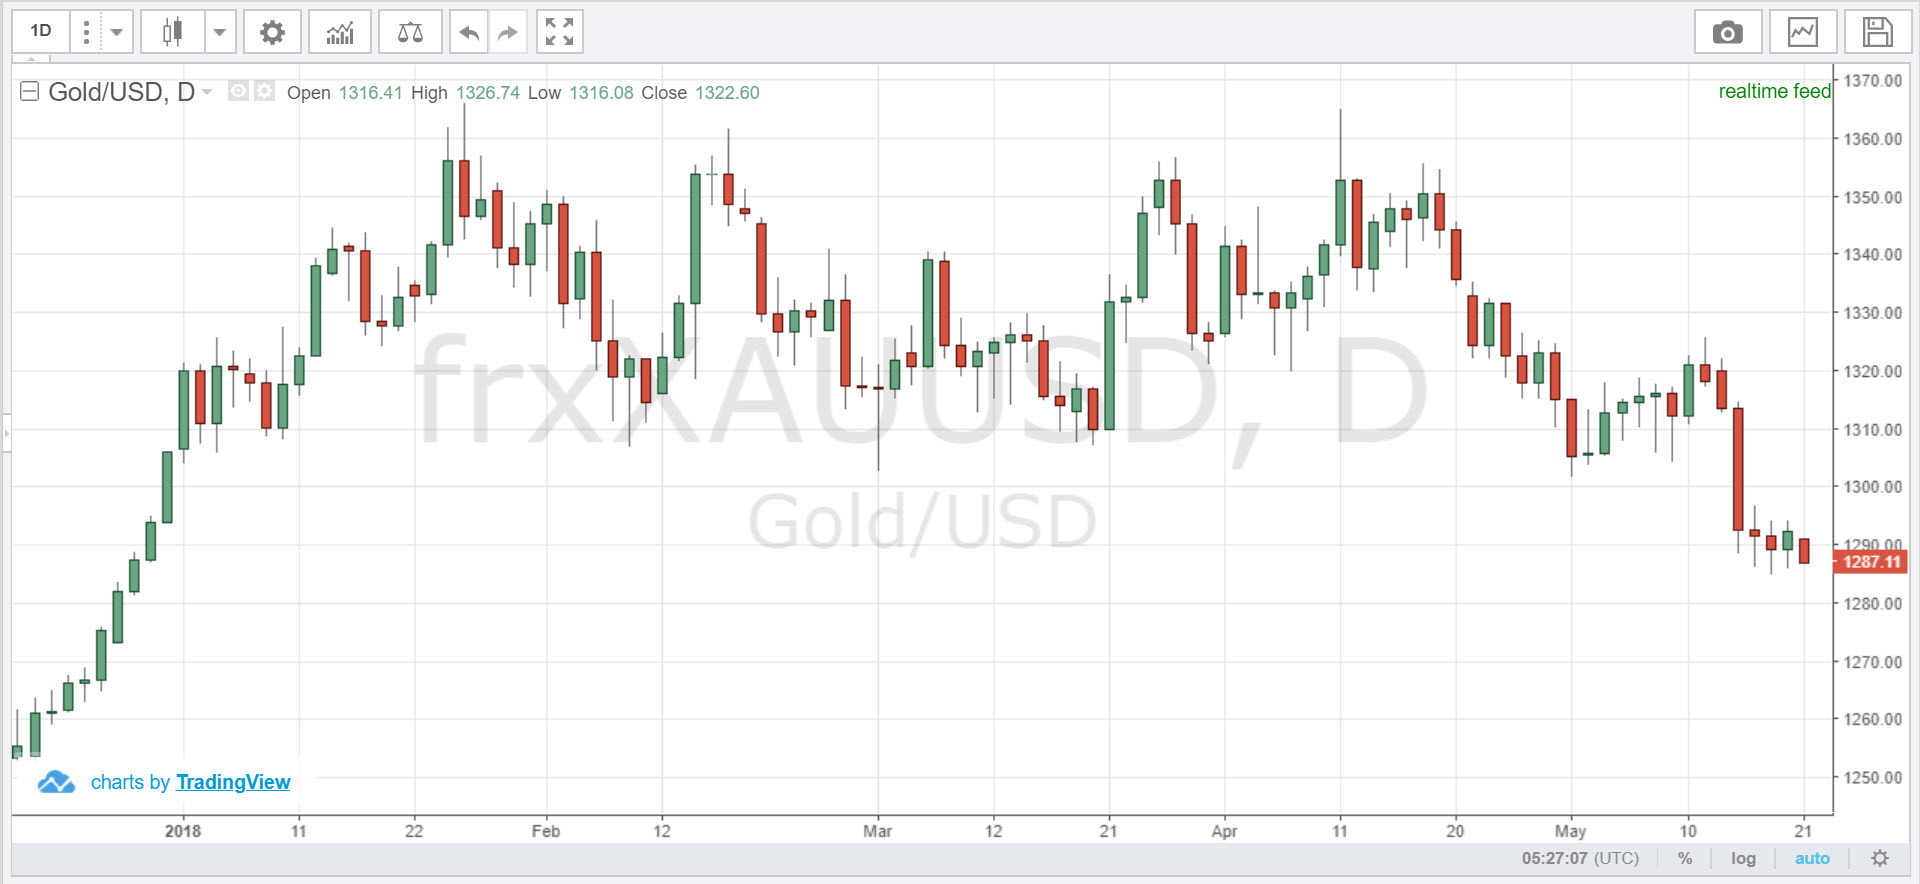 1D
Gold/USD, D Open 1316.41 High 1326.74 Low 1316.08 Close 1322.60
realtime feed
1370.00
1360.00
1350.00
1340.00
1330.00
1320.00
1310.00
1300.00
1290.00
1287.11
1280.00
1270.00
1260.00
1250.00
frxXAUUSD, D
Gold/USD
charts by TradingView
2018 11 22 Feb 12 Mar 12 21 Apr 11 20 May 10 21
05:27:07 (UTC) % log auto